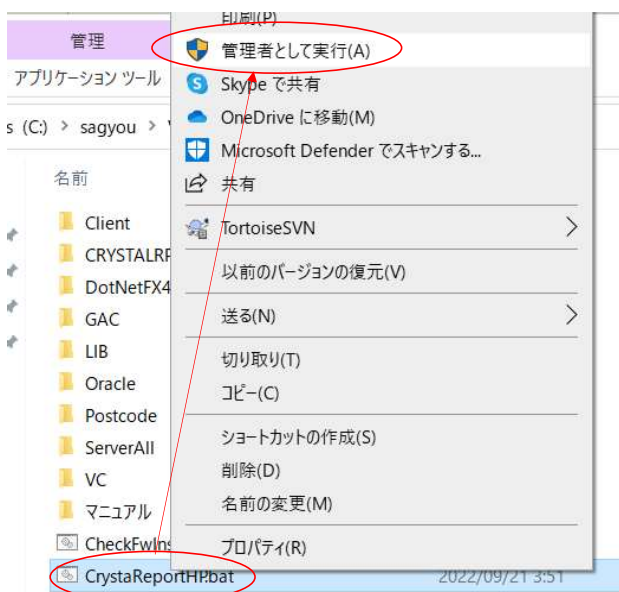 印刷(P)
管理
管理者として実行(A)
アプリケーション ツール
Skype で共有
OneDrive に移動(M)
s (C:) > sagyou >
Microsoft Defender でスキャンする...
名前
共有
Client
TortoiseSVN
CRYSTALRP
以前のバージョンの復元(V)
DotNetFX4
GAC
送る(N)
LIB
切り取り(T)
Oracle
コピー(C)
Postcode
ServerAll
ショートカットの作成(S)
VC
削除(D)
マニュアル
名前の変更(M)
CheckFwIns
プロパティ(R)
CrystaReportHP.bat
2022/09/21 3:51